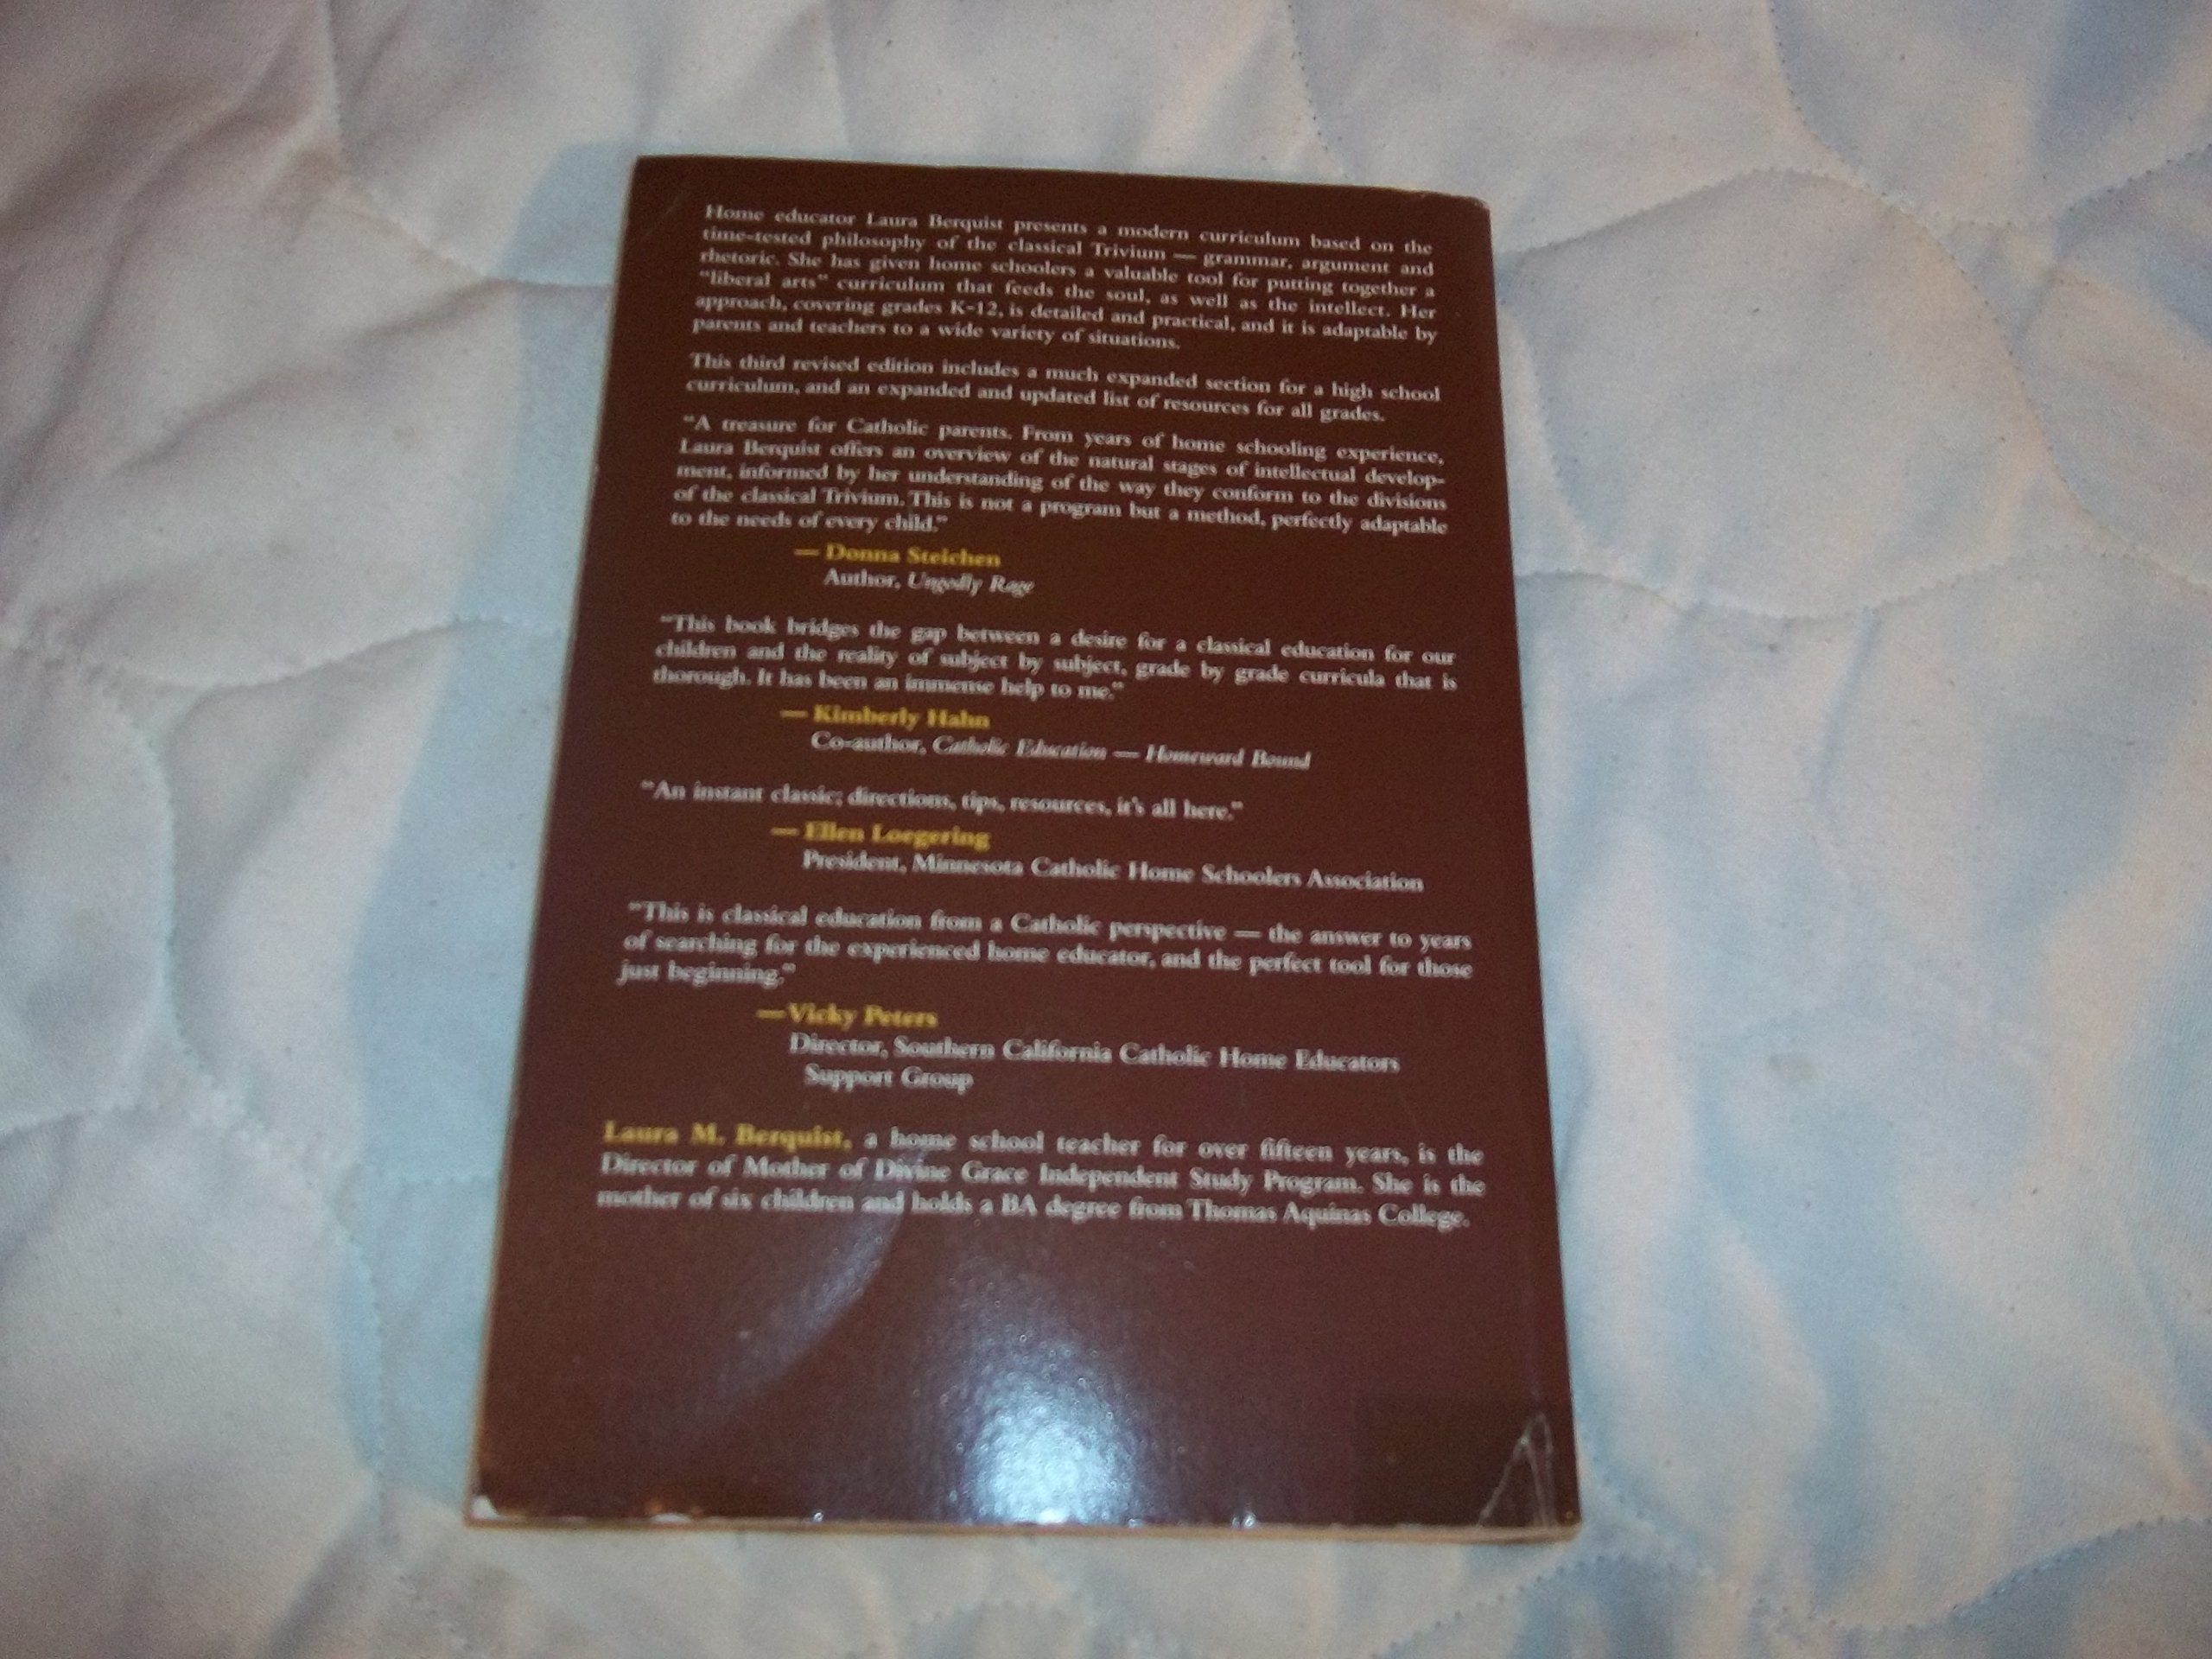 Home educator Laura Berquist presents a modern curriculum based on the
time-tested philosophy of the classical Trivium — grammar, argument and
rhetoric. She has given home schoolers a valuable tool for putting together a
"liberal arts" curriculum that feeds the soul, as well as the intellect. Her
approach, covering grades K-12, is detailed and practical, and it is adaptable by
parents and teachers to a wide variety of situations.
This third revised edition includes a much expanded section for a high school
curriculum, and an expanded and updated list of resources for all grades.
"A treasure for Catholic parents. From years of home schooling experience,
Laura Berquist offers an overview of the natural stages of intellectual develop-
ment, informed by her understanding of the way they conform to the divisions
of the classical Trivium. This is not a program but a method, perfectly adaptable
to the needs of every child."
— Donna Steichen
Author, Ungodly Rage
"This book bridges the gap between a desire for a classical education for our
children and the reality of subject by subject, grade by grade curricula that is
thorough. It has been an immense help to me."
— Kimberly Hahn
Co-author, Catholic Education — Homeward Bound
"An instant classic; directions, tips, resources, it's all here."
— Ellen Loegering
President, Minnesota Catholic Home Schoolers Association
"This is classical education from a Catholic perspective — the answer to years
of searching for the experienced home educator, and the perfect tool for those
just beginning."
—Vicky Peters
Director, Southern California Catholic Home Educators
Support Group
Laura M. Berquist, a home school teacher for over fifteen years, is the
Director of Mother of Divine Grace Independent Study Program. She is the
mother of six children and holds a BA degree from Thomas Aquinas College.